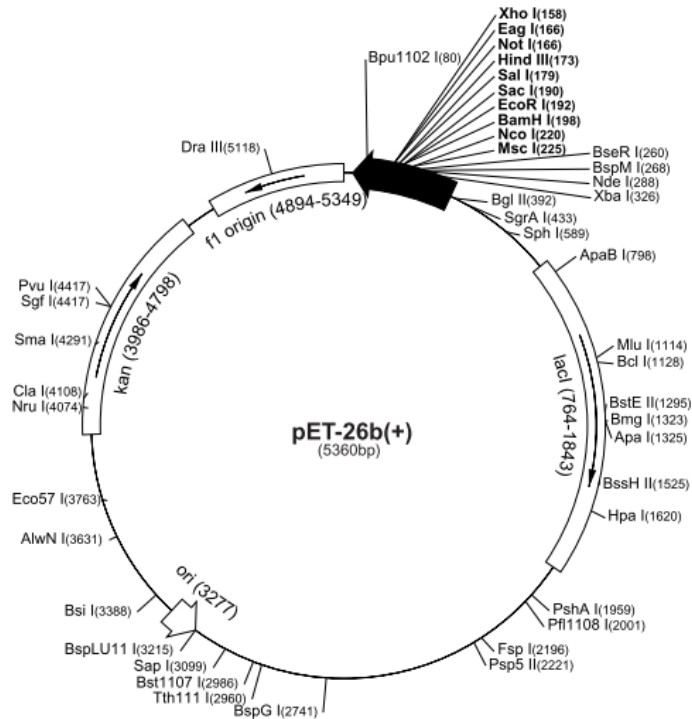 Xho I(158)
Eag I(166)
Not I(166)
Hind III(173)
Sal I(179)
Sac I(190)
EcoR I(192)
BamH I(198)
Nco I(220)
Msc I(225)
Bpu1102 I(80)
BseR I(260)
BspM I(268)
Nde I(288)
Xba I(326)
Bgl II(392)
SgrA I(433)
Sph I(589)
ApaB I(798)
Mlu I(1114)
Bcl I(1128)
BstE II(1295)
Bmg I(1323)
Apa I(1325)
BssH II(1525)
Hpa I(1620)
lacI (764-1843)
PshA I(1959)
Pfl1108 I(2001)
Fsp I(2196)
Psp5 II(2221)
BspG I(2741)
Tth111 I(2960)
Bst1107 I(2986)
Sap I(3099)
BspLU11 I(3215)
ori (3277)
Bsi I(3388)
AlwN I(3631)
Eco57 I(3763)
Nru I(4074)
Cla I(4108)
Sma I(4291)
Sgf I(4417)
Pvu I(4417)
kan (3986-4798)
Dra III(5118)
f1 origin (4894-5349)
pET-26b(+)
(5360bp)